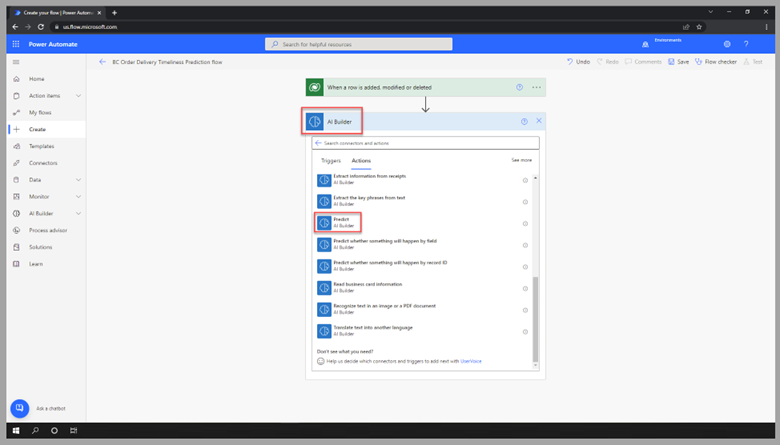 Create your flow | Power Automate
us.flow.microsoft.com
Power Automate
Search for helpful resources
Environments
BC Order Delivery Timeliness Prediction flow
Undo
Redo
Comments
Save
Flow checker
Test
Home
Action items
My flows
Create
Templates
Connectors
Data
Monitor
AI Builder
Process advisor
Solutions
Learn
Ask a chatbot
When a row is added, modified or deleted
AI Builder
Search connectors and actions
Triggers
Actions
See more
Extract information from receipts
AI Builder
Extract the key phrases from text
AI Builder
Predict
AI Builder
Predict whether something will happen by field
AI Builder
Predict whether something will happen by record ID
AI Builder
Read business card information
AI Builder
Recognize text in an image or a PDF document
AI Builder
Translate text into another language
AI Builder
Don't see what you need?
Help us decide which connectors and triggers to add next with UserVoice